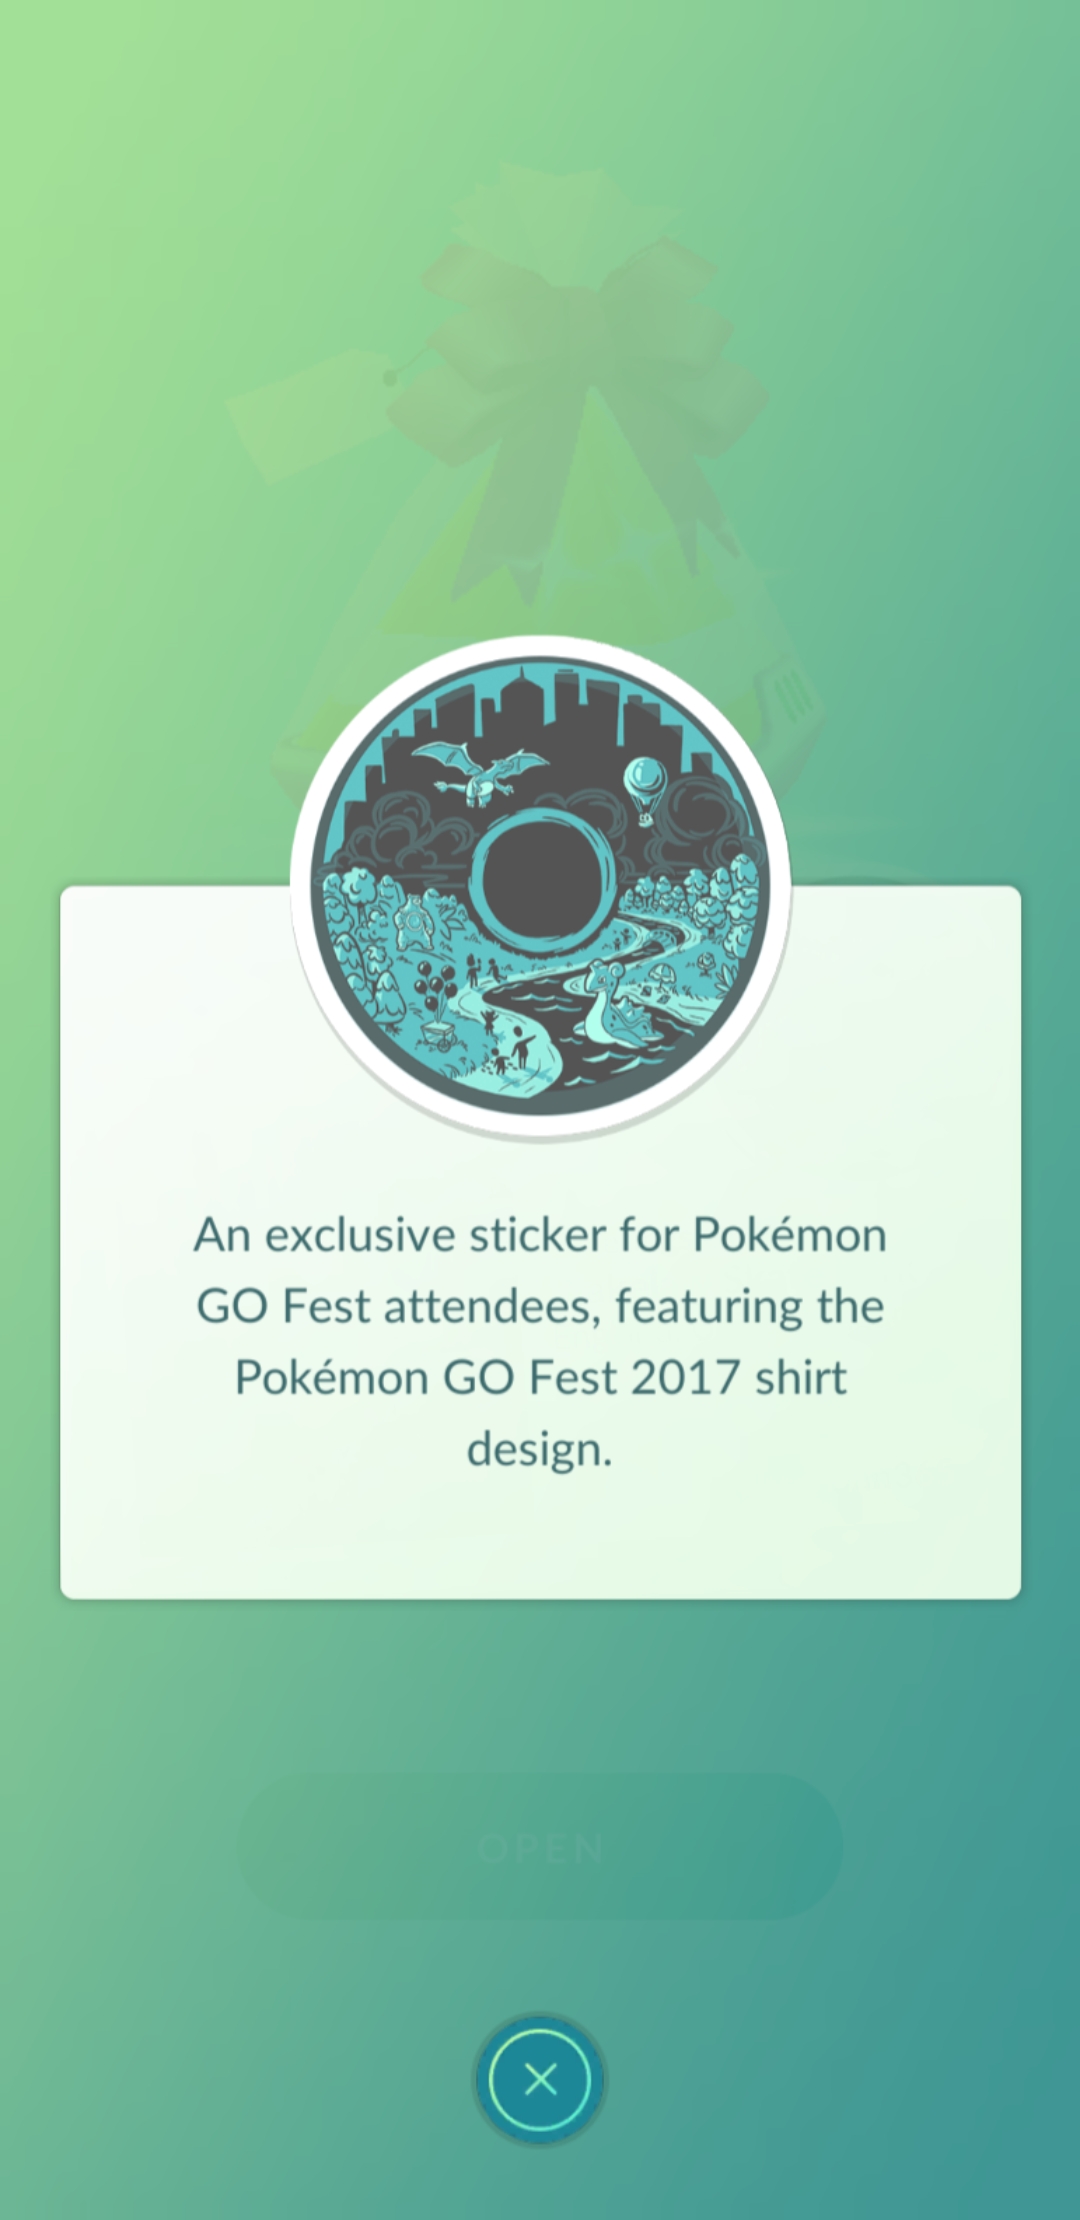 An exclusive sticker for Pokémon
GO Fest attendees, featuring the
Pokémon GO Fest 2017 shirt
design.
OPEN